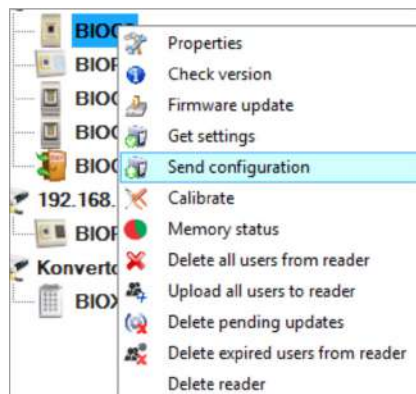 BIOC
Properties
BIOP
Check version
BIOC
Firmware update
BIOC
Get settings
BIOC
Send configuration
192.168.
Calibrate
BIOP
Memory status
Konverto
Delete all users from reader
BIOX
Upload all users to reader
Delete pending updates
Delete expired users from reader
Delete reader